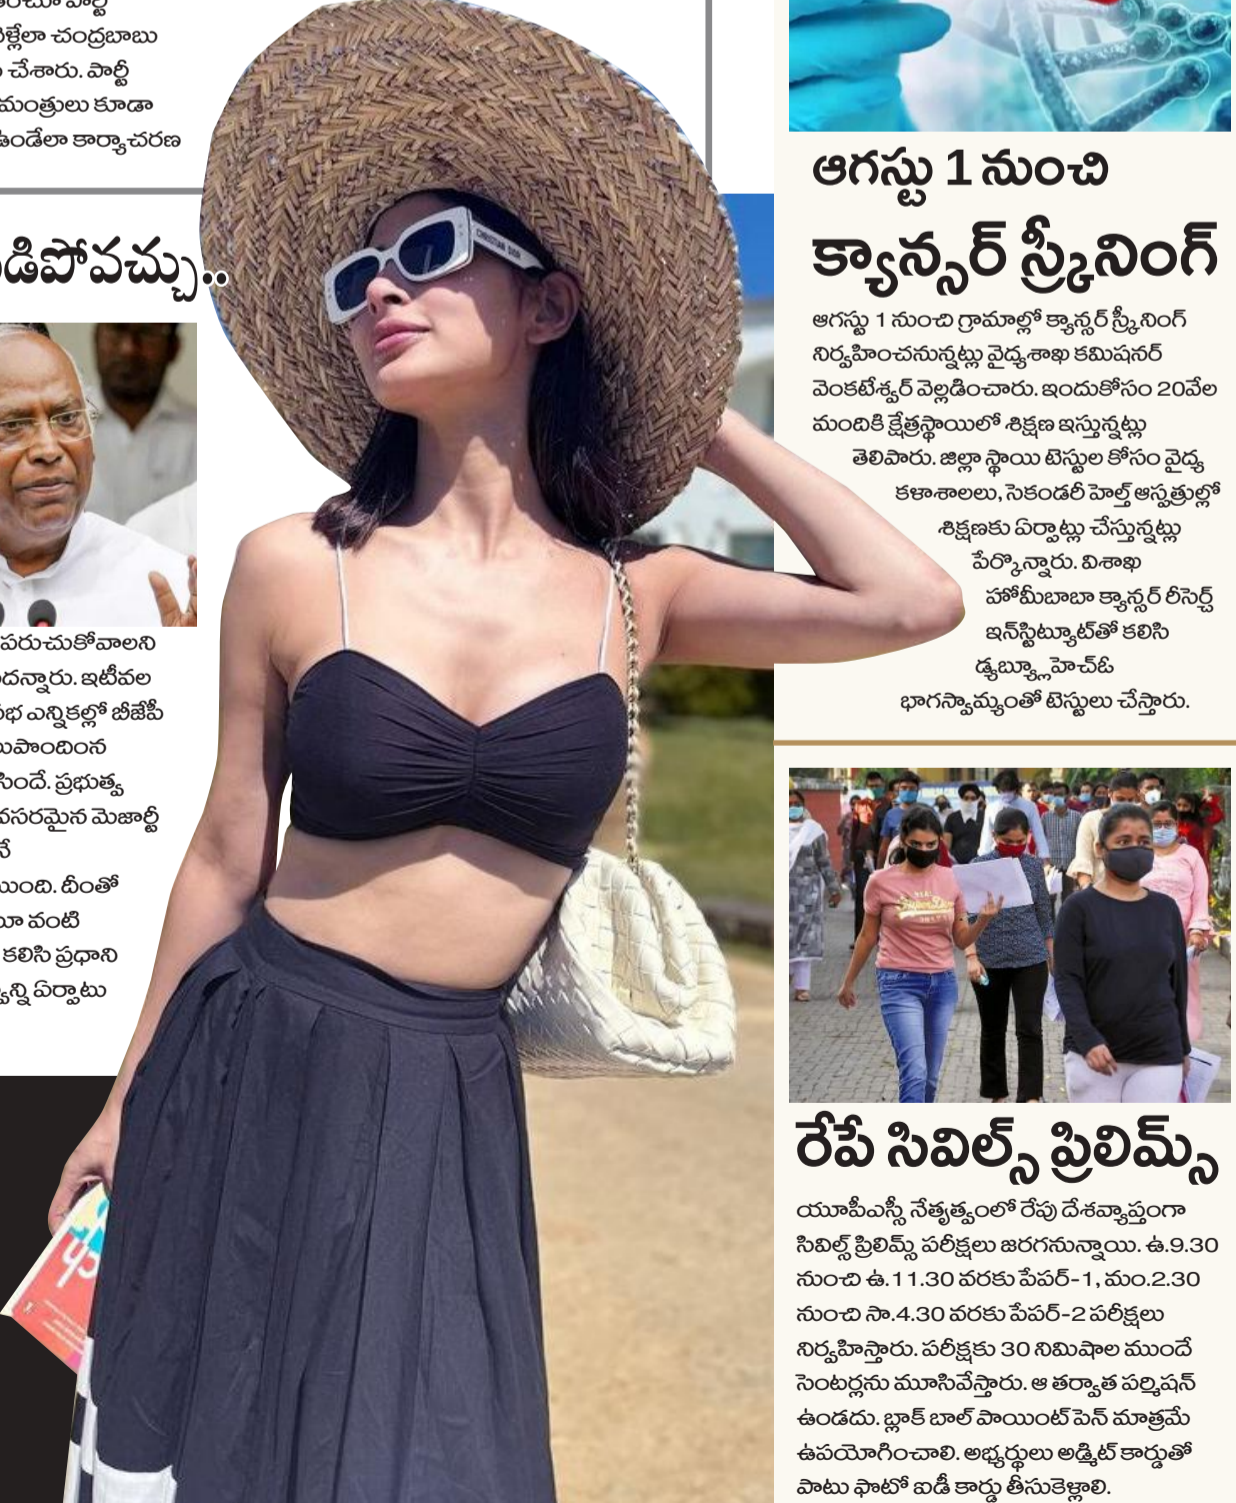 చంద్రబాబు
చేశారు. పార్టీ
మంత్రులు కూడా
ఉండేలా కార్యాచరణ
పరుచుకోవాలని
ఇటీవల
ఎన్నికల్లో బీజేపీ
ప్రభుత్వ
మెజార్టీ
దీంతో
వంటి
కలిసి ప్రధాని
ఏర్పాటు
CHRISTIAN DIOR
ఆగస్టు 1 నుంచి
క్యాన్సర్ స్క్రీనింగ్
ఆగస్టు 1 నుంచి గ్రామాల్లో క్యాన్సర్ స్క్రీనింగ్
నిర్వహించనున్నట్లు వైద్యశాఖ కమిషనర్
వెంకటేశ్వర్ వెల్లడించారు. ఇందుకోసం 20వేల
మందికి క్షేత్రస్థాయిలో శిక్షణ ఇస్తున్నట్లు
తెలిపారు. జిల్లా స్థాయి టెస్టుల కోసం వైద్య
కళాశాలలు, సెకండరీ హెల్త్ ఆస్పత్రుల్లో
శిక్షణకు ఏర్పాట్లు చేస్తున్నట్లు
పేర్కొన్నారు. విశాఖ
హోమీబాబా క్యాన్సర్ రీసెర్చ్
ఇన్‌స్టిట్యూట్‌తో కలిసి
డ్యబ్ల్యూహెచ్ఓ
భాగస్వామ్యంతో టెస్టులు చేస్తారు.
రేపే సివిల్స్ ప్రిలిమ్స్
యూపీఎస్సీ నేతృత్వంలో రేపు దేశవ్యాప్తంగా
సివిల్స్ ప్రిలిమ్స్ పరీక్షలు జరగనున్నాయి. ఉ.9.30
నుంచి ఉ.11.30 వరకు పేపర్-1, మం.2.30
నుంచి సా.4.30 వరకు పేపర్-2 పరీక్షలు
నిర్వహిస్తారు. పరీక్షకు 30 నిమిషాల ముందే
సెంటర్లను మూసివేస్తారు. ఆ తర్వాత పర్మిషన్
ఉండదు. బ్లాక్ బాల్ పాయింట్ పెన్ మాత్రమే
ఉపయోగించాలి. అభ్యర్థులు అడ్మిట్ కార్డుతో
పాటు ఫొటో ఐడీ కార్డు తీసుకెళ్లాలి.